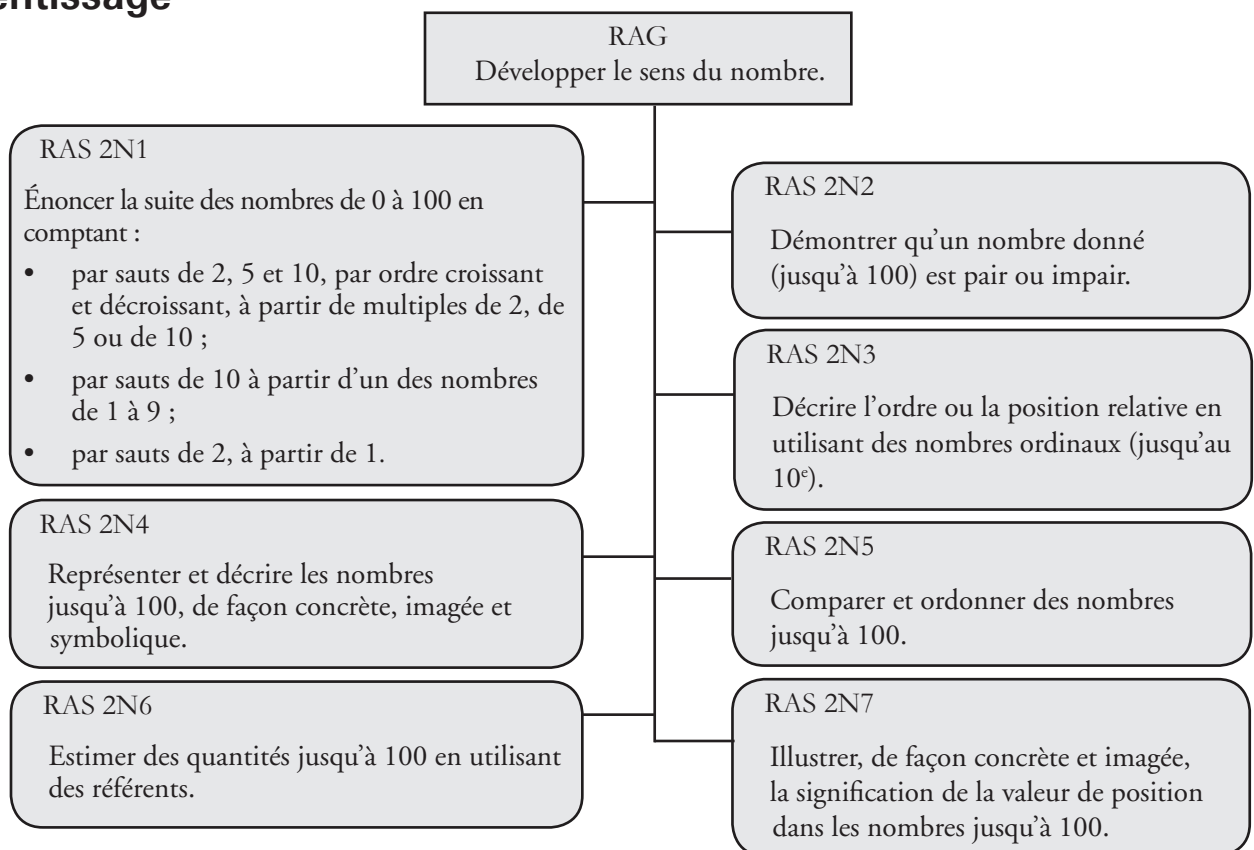 RAG
Développer le sens du nombre.
RAS 2N1
Énoncer la suite des nombres de 0 à 100 en
comptant :
• par sauts de 2, 5 et 10, par ordre croissant
et décroissant, à partir de multiples de 2, de
5 ou de 10 ;
• par sauts de 10 à partir d’un des nombres
de 1 à 9 ;
• par sauts de 2, à partir de 1.
RAS 2N2
Démontrer qu’un nombre donné
(jusqu’à 100) est pair ou impair.
RAS 2N3
Décrire l’ordre ou la position relative en
utilisant des nombres ordinaux (jusqu’au
10e).
RAS 2N4
Représenter et décrire les nombres
jusqu’à 100, de façon concrète, imagée et
symbolique.
RAS 2N5
Comparer et ordonner des nombres
jusqu’à 100.
RAS 2N6
Estimer des quantités jusqu’à 100 en utilisant
des référents.
RAS 2N7
Illustrer, de façon concrète et imagée,
la signification de la valeur de position
dans les nombres jusqu’à 100.